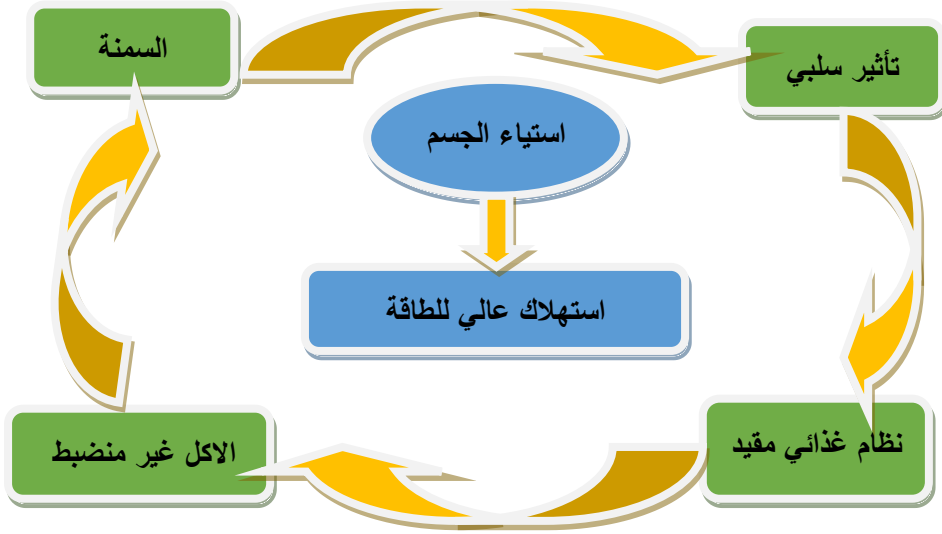 السمنة
تأثير سلبي
استياء الجسم
استهلاك عالي للطاقة
نظام غذائي مقيد
الاكل غير منضبط